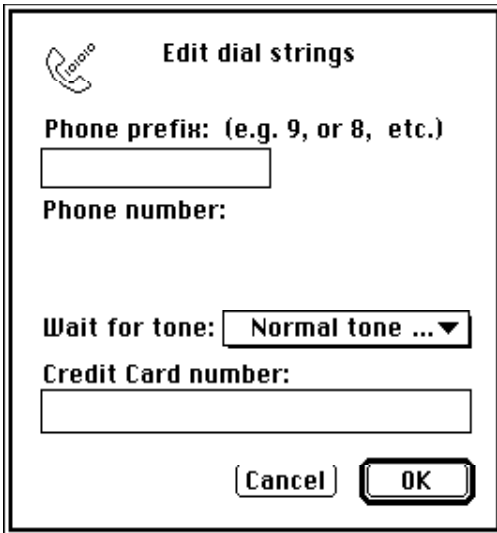 Edit dial strings
Phone prefix: (e.g. 9, or 8, etc.)
Phone number:
Wait for tone: Normal tone ...
Credit Card number:
Cancel OK